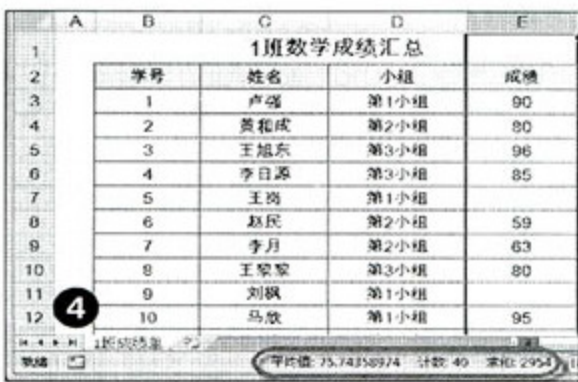 A B C D E
1 1班数学成绩汇总
2 学号 姓名 小组 成绩
3 1 卢强 第1小组 90
4 2 黄和成 第2小组 80
5 3 王旭东 第3小组 96
6 4 李日源 第3小组 85
7 5 王岗 第1小组
8 6 赵民 第2小组 59
9 7 李月 第2小组 63
10 8 王黎黎 第3小组 80
11 9 刘枫 第1小组
12 10 马欣 第1小组 95
4
1班成绩单
就绪 平均值: 75.74358974 计数: 40 求和: 2954